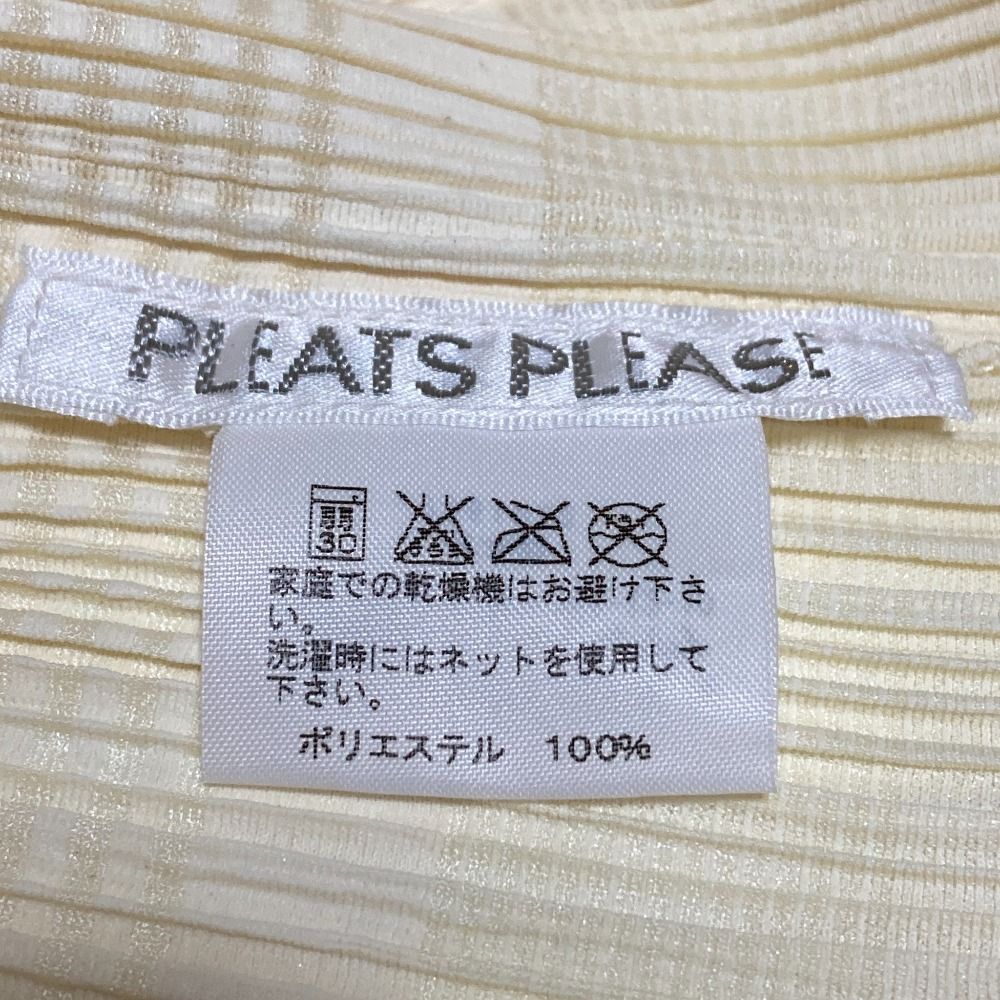 PLEATS PLEASE
弱
30
家庭での乾燥機はお避け下さ
い。
洗濯時にはネットを使用して
下さい。
ポリエステル 100%